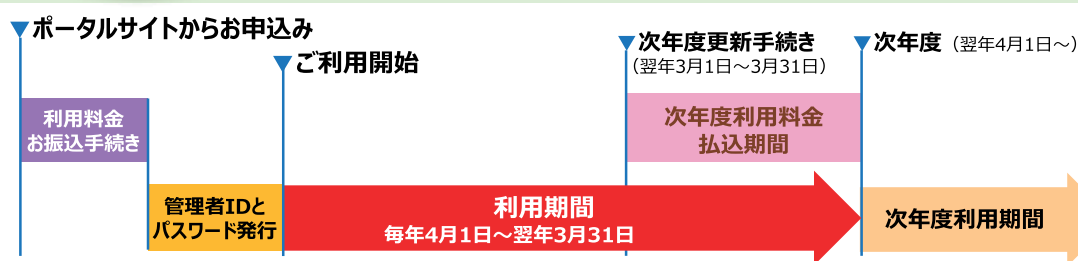 ポータルサイトからお申込み
ご利用開始
次年度更新手続き
（翌年3月1日～3月31日）
次年度（翌年4月1日～）
利用料金
お振込手続き
次年度利用料金
払込期間
管理者IDと
パスワード発行
利用期間
毎年4月1日～翌年3月31日
次年度利用期間